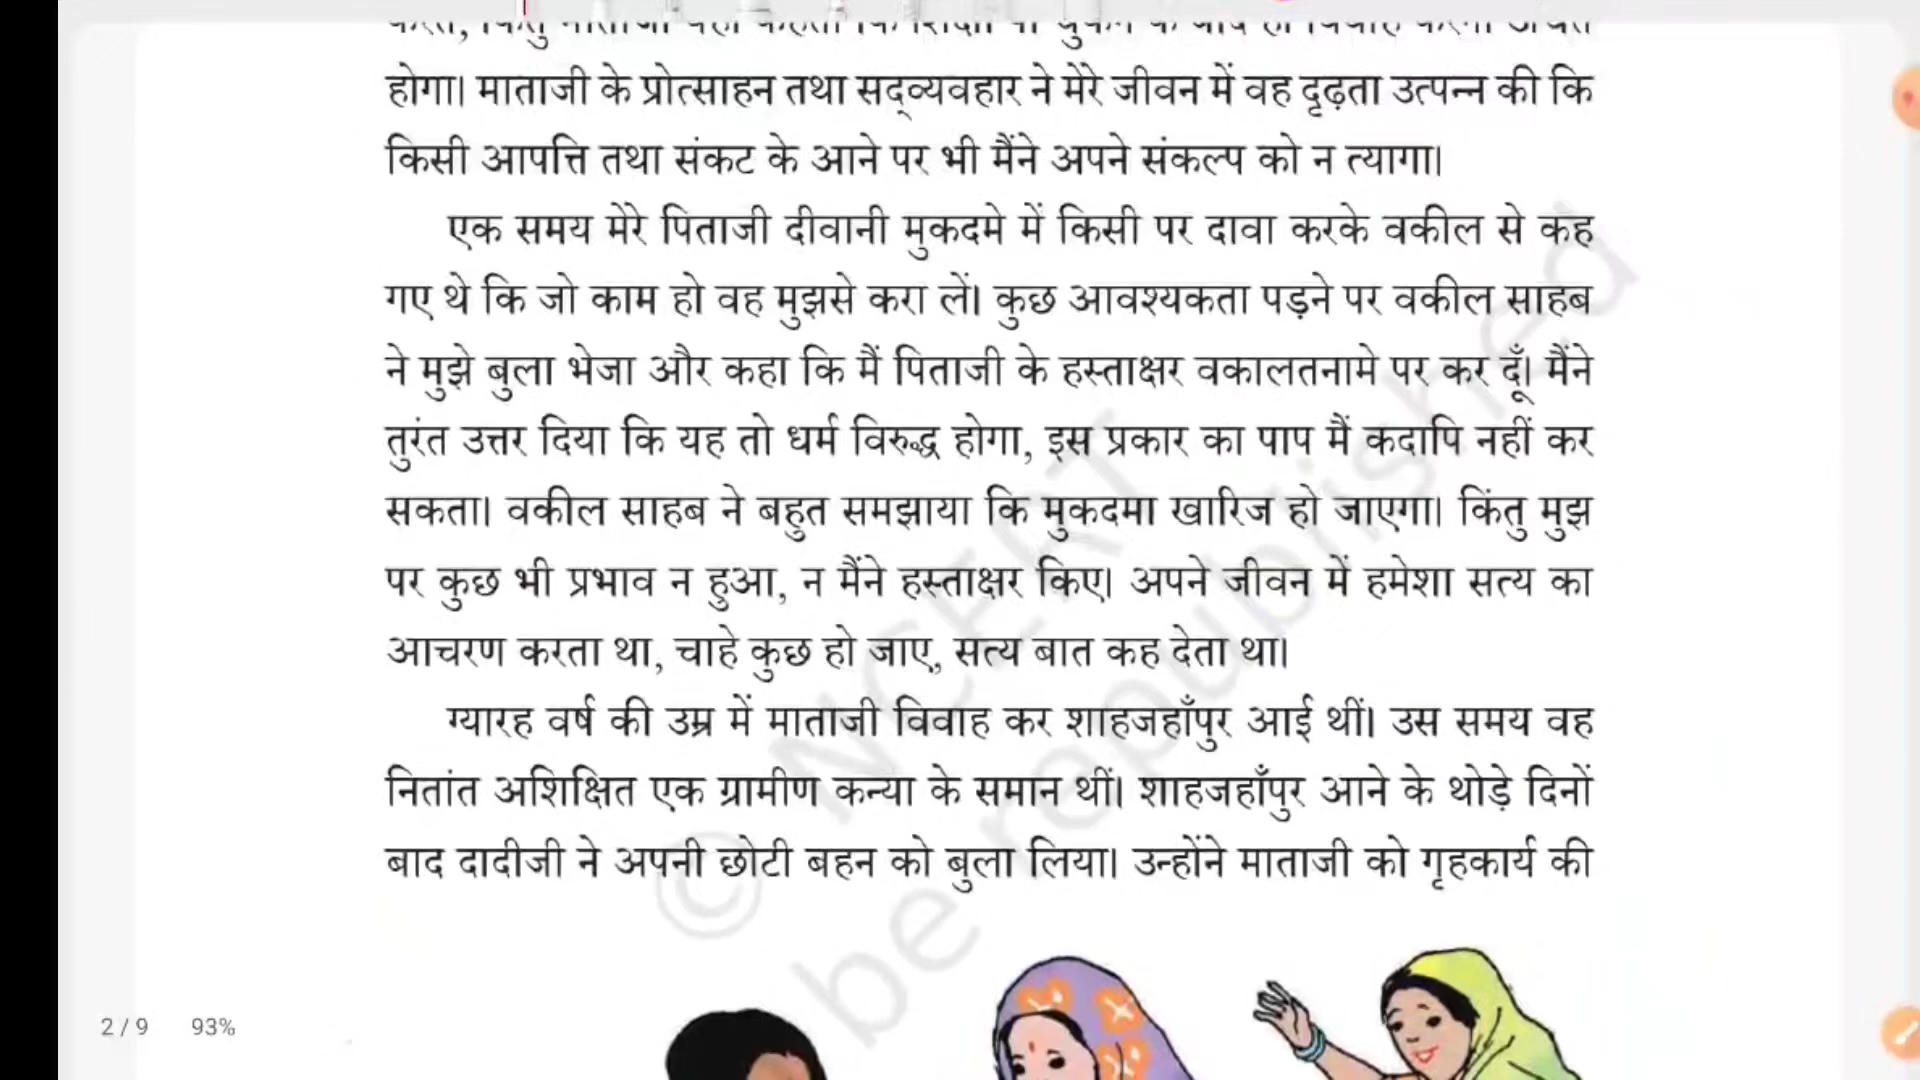 होगा। माताजी के प्रोत्साहन तथा सद्‌व्यवहार ने मेरे जीवन में वह दृढ़ता उत्पन्न की कि
किसी आपत्ति तथा संकट के आने पर भी मैंने अपने संकल्प को न त्यागा।
एक समय मेरे पिताजी दीवानी मुकदमे में किसी पर दावा करके वकील से कह
गए थे कि जो काम हो वह मुझसे करा लें। कुछ आवश्यकता पड़ने पर वकील साहब
ने मुझे बुला भेजा और कहा कि मैं पिताजी के हस्ताक्षर वकालतनामे पर कर दूँ। मैंने
तुरंत उत्तर दिया कि यह तो धर्म विरुद्ध होगा, इस प्रकार का पाप मैं कदापि नहीं कर
सकता। वकील साहब ने बहुत समझाया कि मुकदमा खारिज हो जाएगा। किंतु मुझ
पर कुछ भी प्रभाव न हुआ, न मैंने हस्ताक्षर किए। अपने जीवन में हमेशा सत्य का
आचरण करता था, चाहे कुछ हो जाए, सत्य बात कह देता था।
ग्यारह वर्ष की उम्र में माताजी विवाह कर शाहजहाँपुर आई थीं। उस समय वह
नितांत अशिक्षित एक ग्रामीण कन्या के समान थीं। शाहजहाँपुर आने के थोड़े दिनों
बाद दादीजी ने अपनी छोटी बहन को बुला लिया। उन्होंने माताजी को गृहकार्य की
© NCERT
be republished
2 / 9 93%